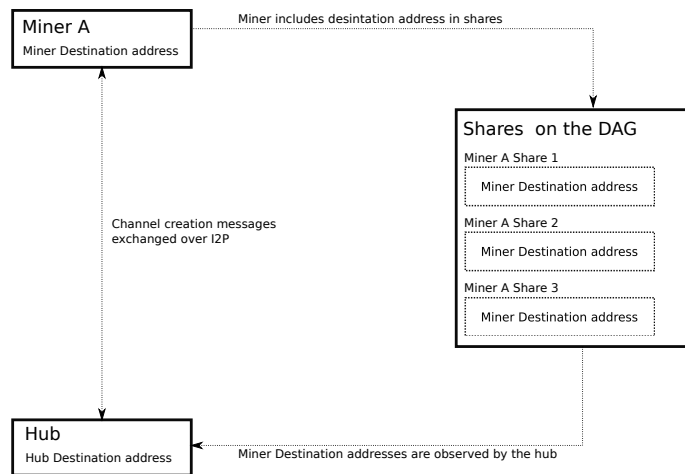 Miner A
Miner Destination address
Miner includes desintation address in shares
Shares on the DAG
Miner A Share 1
Miner Destination address
Miner A Share 2
Miner Destination address
Miner A Share 3
Miner Destination address
Channel creation messages
exchanged over I2P
Hub
Hub Destination address
Miner Destination addresses are observed by the hub